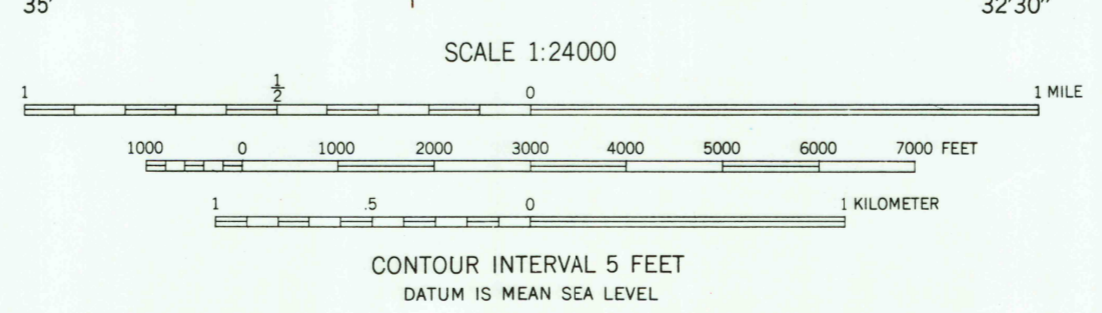 35' 32'30"
SCALE 1:24000
1 ½ 0 1 MILE
1000 0 1000 2000 3000 4000 5000 6000 7000 FEET
1 .5 0 1 KILOMETER
CONTOUR INTERVAL 5 FEET
DATUM IS MEAN SEA LEVEL